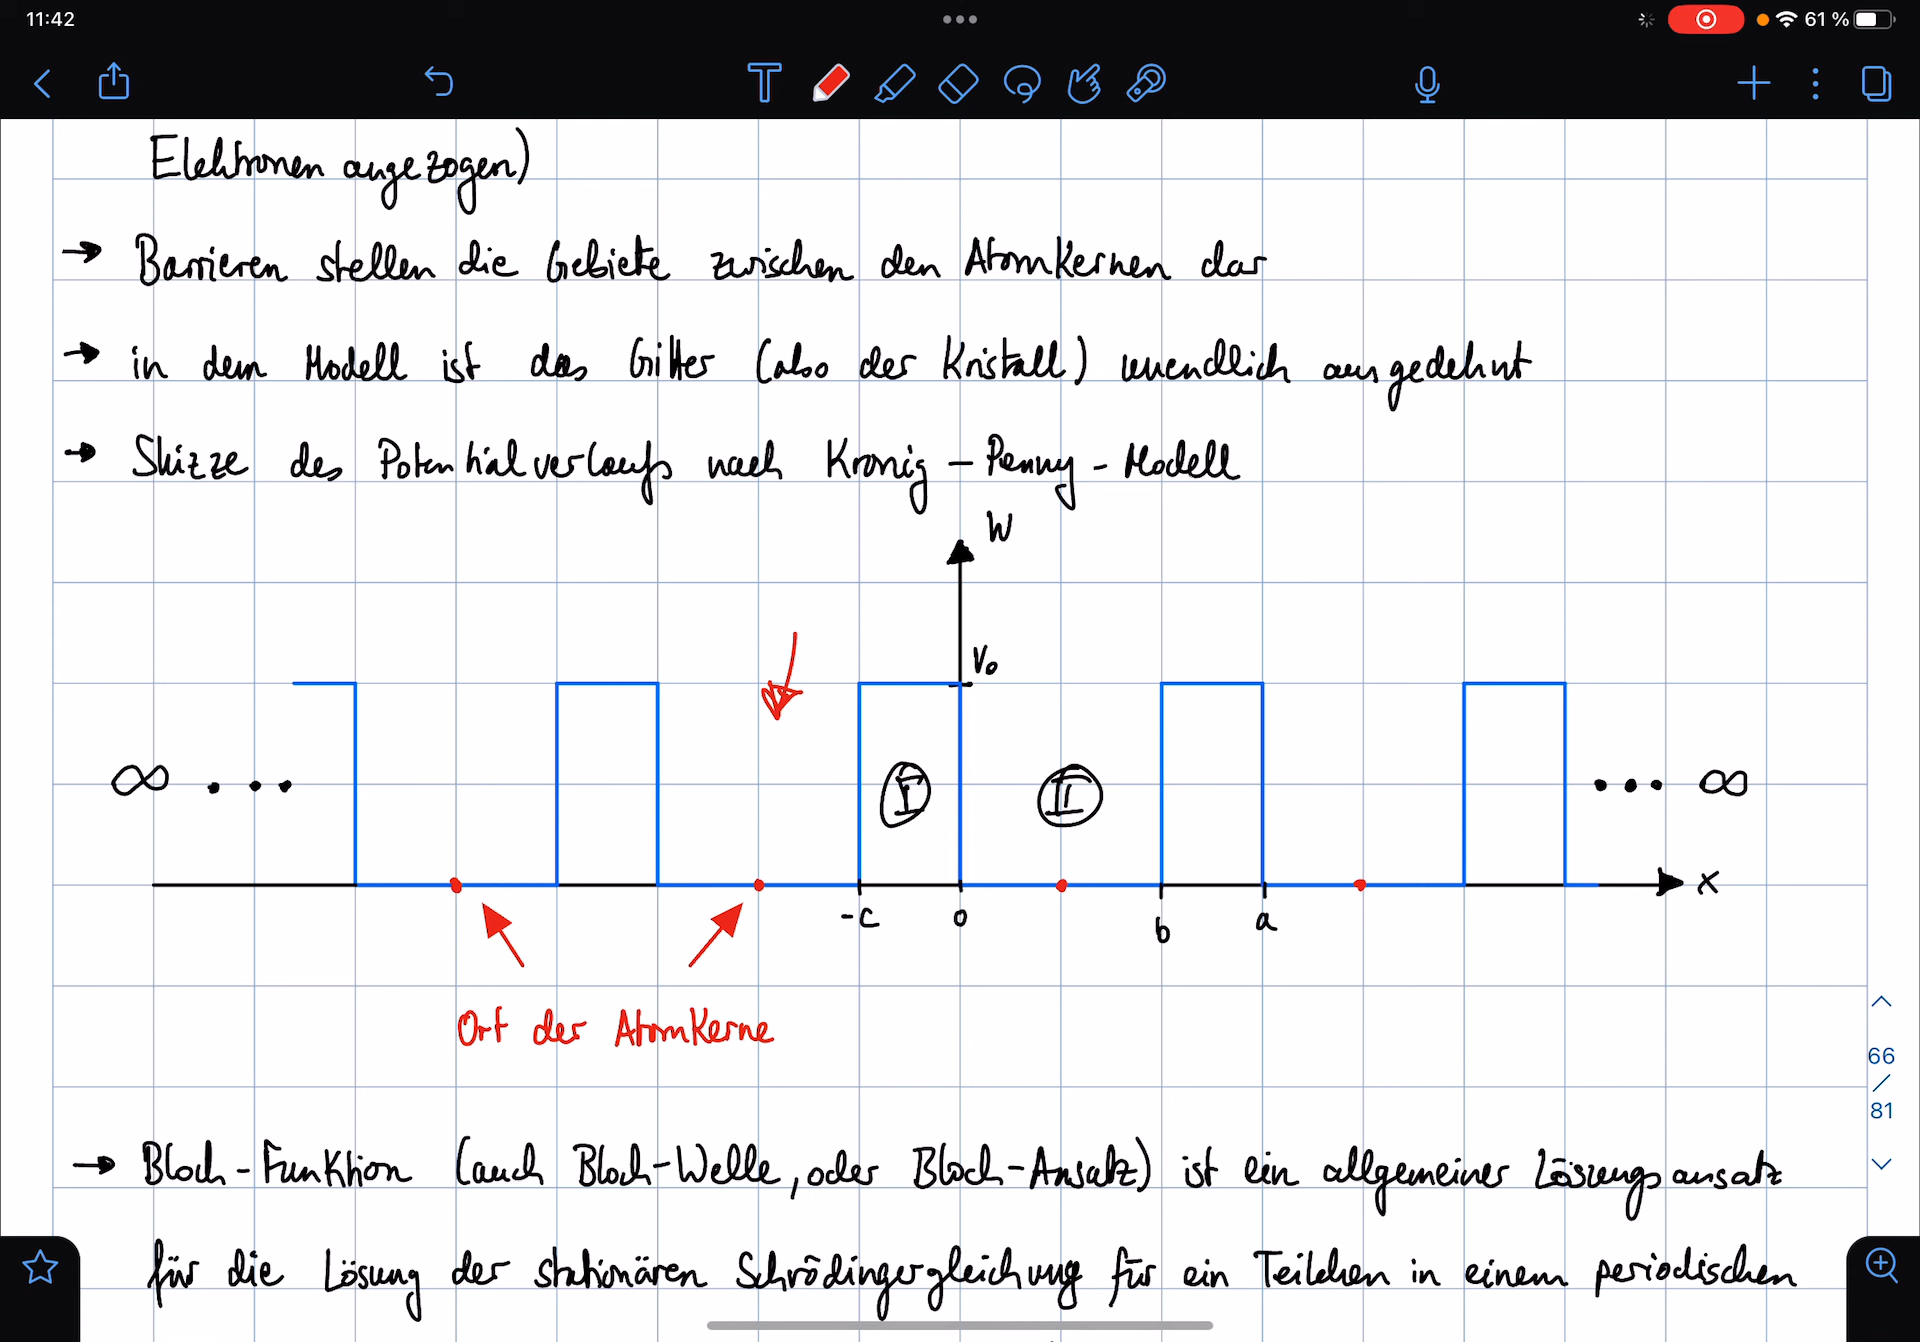 11:42
61 %
Elektronen angezogen)
→ Barrieren stellen die Gebiete zwischen den Atomkernen dar
→ in dem Modell ist das Gitter (also der Kristall) unendlich ausgedehnt
→ Skizze des Potentialverlaufs nach Kronig-Penny-Modell
W
V₀
∞ ... I II ... ∞
-c 0 b a x
Ort der Atomkerne
66
/
81
→ Bloch-Funktion (auch Bloch-Welle, oder Bloch-Ansatz) ist ein allgemeiner Lösungsansatz
für die Lösung der stationären Schrödingergleichung für ein Teilchen in einem periodischen